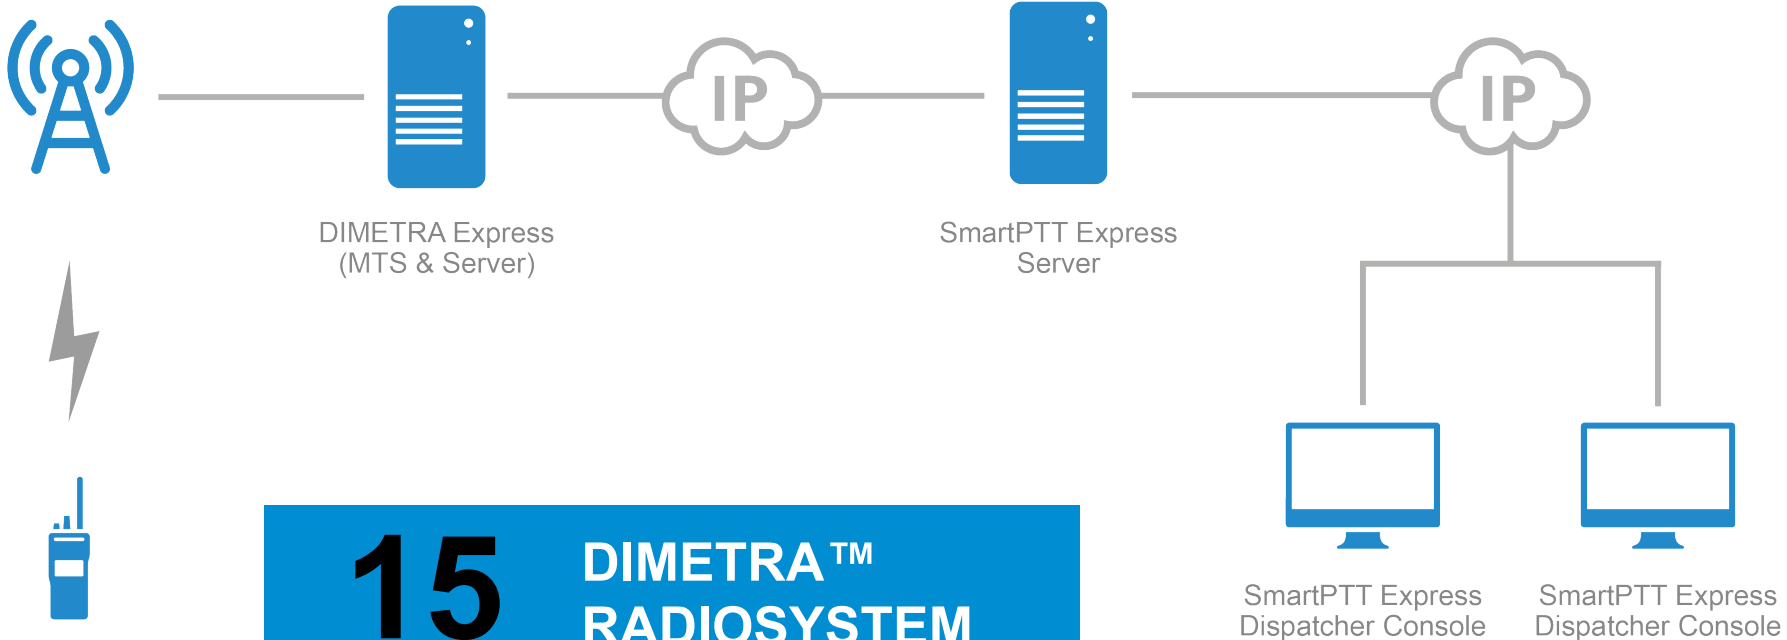 IP
IP
DIMETRA Express
(MTS & Server)
SmartPTT Express
Server
15
DIMETRA™
RADIOSYSTEM
SmartPTT Express
Dispatcher Console
SmartPTT Express
Dispatcher Console